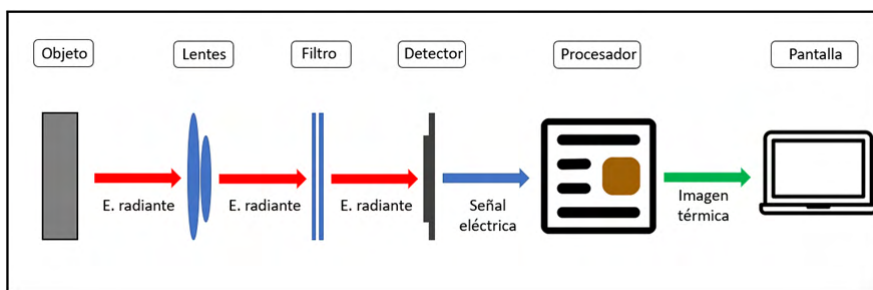 Objeto
Lentes
Filtro
Detector
Procesador
Pantalla
E. radiante
E. radiante
E. radiante
Señal
eléctrica
Imagen
térmica